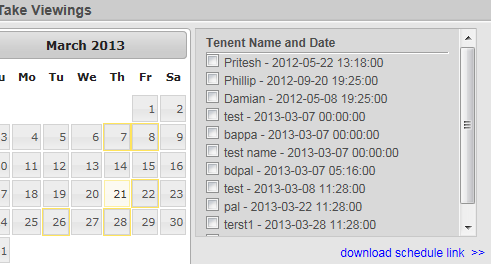 Take Viewings
March 2013
u Mo Tu We Th Fr Sa
1 2
3 4 5 6 7 8 9
10 11 12 13 14 15 16
17 18 19 20 21 22 23
24 25 26 27 28 29 30
1
Tenent Name and Date
Pritesh - 2012-05-22 13:18:00
Phillip - 2012-09-20 19:25:00
Damian - 2012-05-08 19:25:00
test - 2013-03-07 00:00:00
bappa - 2013-03-07 00:00:00
test name - 2013-03-07 00:00:00
bdpal - 2013-03-07 05:16:00
test - 2013-03-08 11:28:00
pal - 2013-03-22 11:28:00
terst1 - 2013-03-28 11:28:00
download schedule link >>